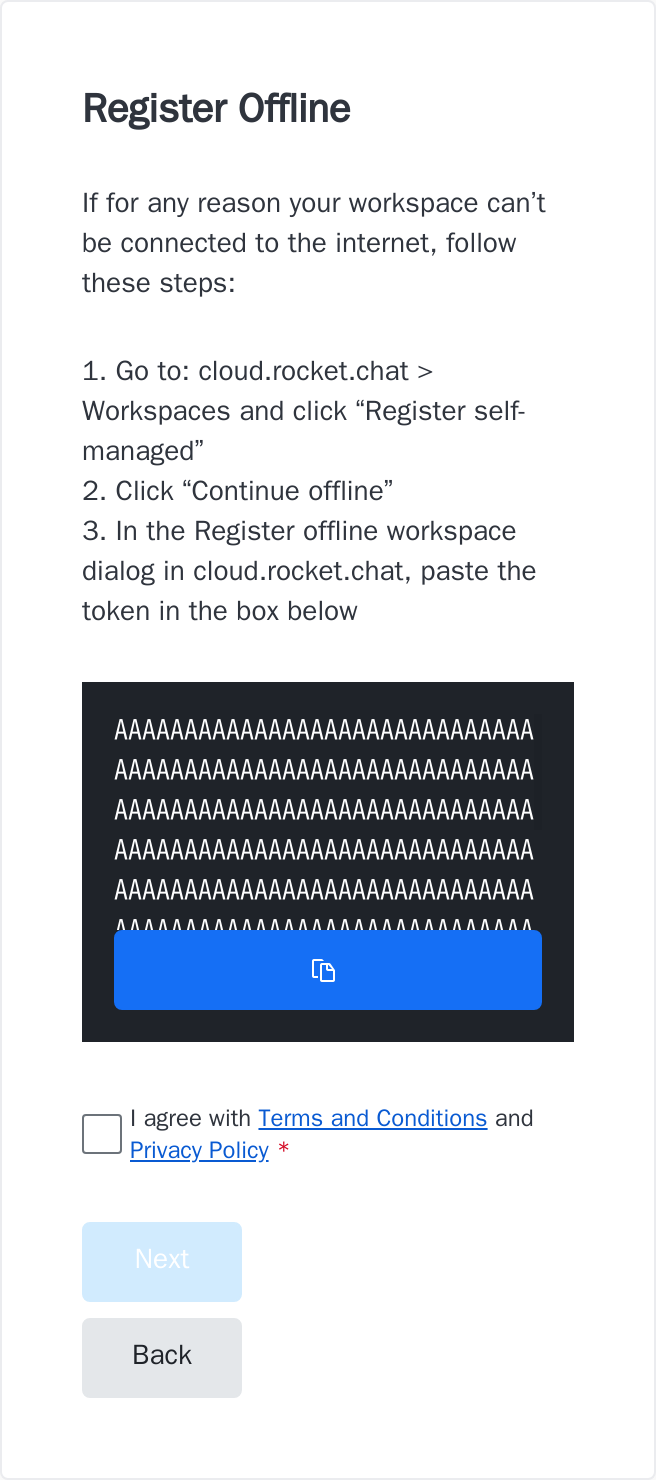 Register Offline
If for any reason your workspace can’t
be connected to the internet, follow
these steps:
1. Go to: cloud.rocket.chat >
Workspaces and click “Register self-
managed”
2. Click “Continue offline”
3. In the Register offline workspace
dialog in cloud.rocket.chat, paste the
token in the box below
AAAAAAAAAAAAAAAAAAAAAAAAAAAAAA
AAAAAAAAAAAAAAAAAAAAAAAAAAAAAA
AAAAAAAAAAAAAAAAAAAAAAAAAAAAAA
AAAAAAAAAAAAAAAAAAAAAAAAAAAAAA
AAAAAAAAAAAAAAAAAAAAAAAAAAAAAA
AAAAAAAAAAAAAAAAAAAAAAAAAAAAAA
I agree with Terms and Conditions and
Privacy Policy *
Next
Back